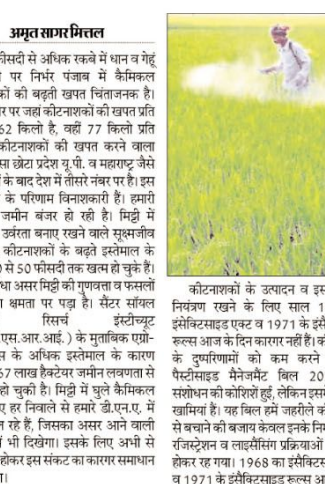 अमृत सागर मित्तल
फीसदी से अधिक रकबे में धान व गेहूं
पर निर्भर पंजाब में कैमिकल
की बढ़ती खपत चिंताजनक है।
पर जहां कीटनाशकों की खपत प्रति
62 किलो है, वहीं 77 किलो प्रति
कीटनाशकों की खपत करने वाला
सा छोटा प्रदेश यू.पी. व महाराष्ट्र जैसे
के बाद देश में तीसरे नंबर पर है। इस
के परिणाम विनाशकारी हैं। हमारी
जमीन बंजर हो रही है। मिट्टी में
उर्वरता बनाए रखने वाले सूक्ष्मजीव
कीटनाशकों के बढ़ते इस्तेमाल के
से 50 फीसदी तक खत्म हो चुके हैं।
धा असर मिट्टी की गुणवत्ता व फसलों
क्षमता पर पड़ा है। सैंटर सॉयल
रिसर्च इंस्टीच्यूट
एस.आर.आई.) के मुताबिक एग्रो-
के अधिक इस्तेमाल के कारण
67 लाख हैक्टेयर जमीन लवणता से
हो चुकी है। मिट्टी में घुले कैमिकल
हर निवाले से हमारे डी.एन.ए. में
रहे हैं, जिसका असर आने वाली
भी दिखेगा। इसके लिए अभी से
होकर इस संकट का कारगर समाधान
कीटनाशकों के उत्पादन व इस
नियंत्रण रखने के लिए साल 1
इंसेक्टिसाइड एक्ट व 1971 के इंसै
रूल्स आज के दिन कारगर नहीं हैं। की
के दुष्परिणामों को कम करने
पैस्टीसाइड मैनेजमैंट बिल 20
संशोधन की कोशिशें हुईं, लेकिन इसमें
खामियां हैं। यह बिल हमें जहरीले की
से बचाने की बजाय केवल इनके निम
रजिस्ट्रेशन व लाइसैंसिंग प्रक्रियाओं
होकर रह गया। 1968 का इंसैक्टिस
व 1971 के इंसैक्टिसाइड रूल्स अ